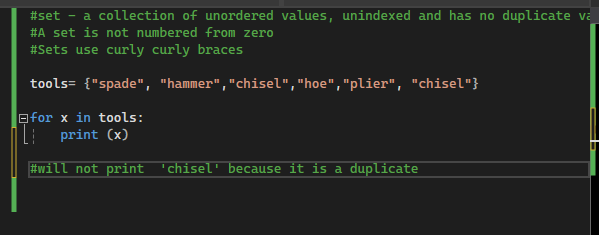 #set - a collection of unordered values, unindexed and has no duplicate
#A set is not numbered from zero
#Sets use curly curly braces
tools= {"spade", "hammer","chisel","hoe","plier", "chisel"}
for x in tools:
print (x)
#will not print  'chisel' because it is a duplicate